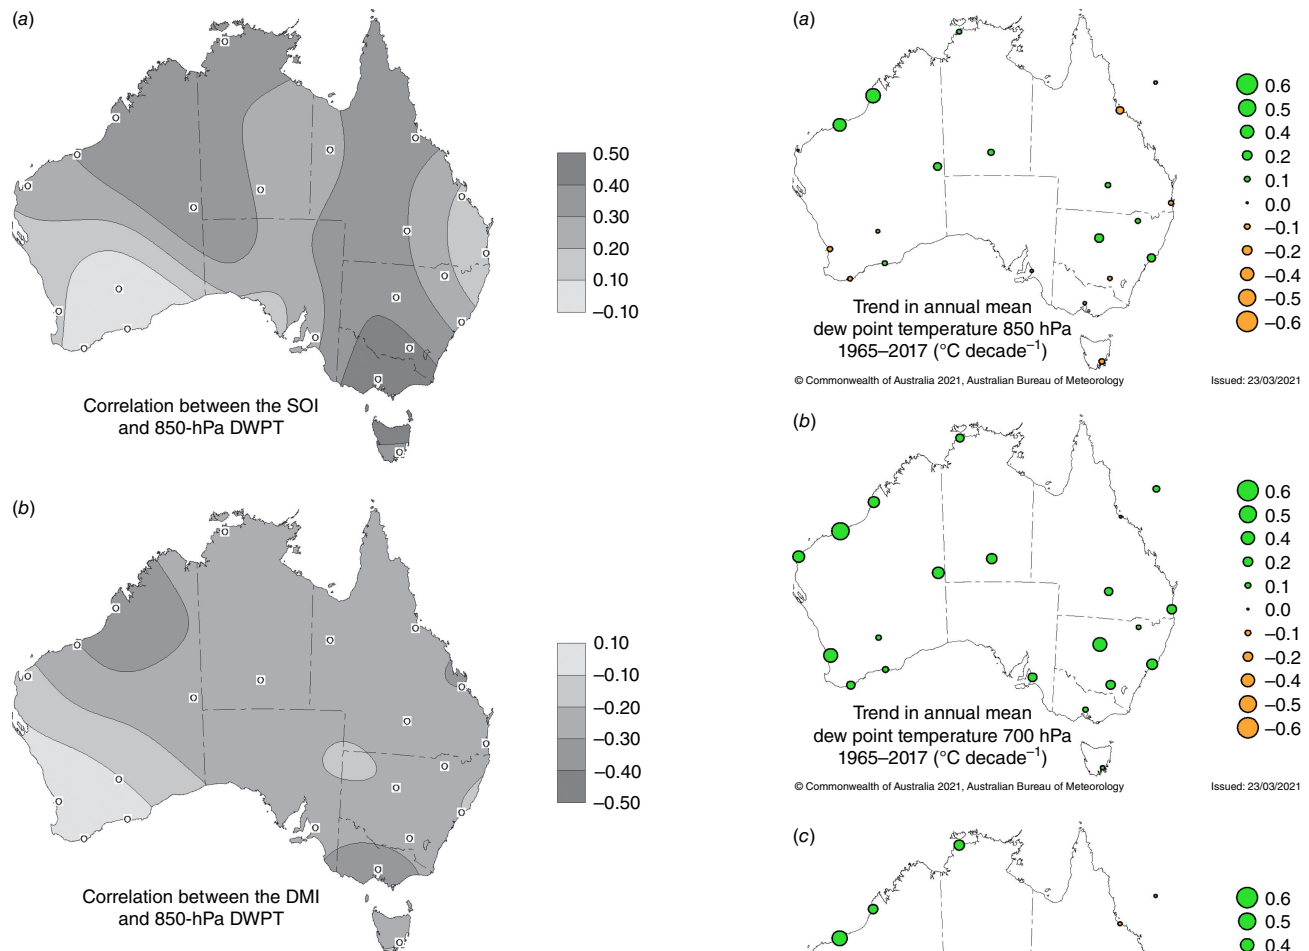 (a)
0.50
0.40
0.30
0.20
0.10
–0.10
Correlation between the SOI
and 850-hPa DWPT
(b)
0.10
–0.10
–0.20
–0.30
–0.40
–0.50
Correlation between the DMI
and 850-hPa DWPT
(a)
0.6
0.5
0.4
0.2
0.1
0.0
–0.1
–0.2
–0.4
–0.5
–0.6
Trend in annual mean
dew point temperature 850 hPa
1965–2017 (°C decade⁻¹)
© Commonwealth of Australia 2021, Australian Bureau of Meteorology
Issued: 23/03/2021
(b)
0.6
0.5
0.4
0.2
0.1
0.0
–0.1
–0.2
–0.4
–0.5
–0.6
Trend in annual mean
dew point temperature 700 hPa
1965–2017 (°C decade⁻¹)
© Commonwealth of Australia 2021, Australian Bureau of Meteorology
Issued: 23/03/2021
(c)
0.6
0.5
0.4